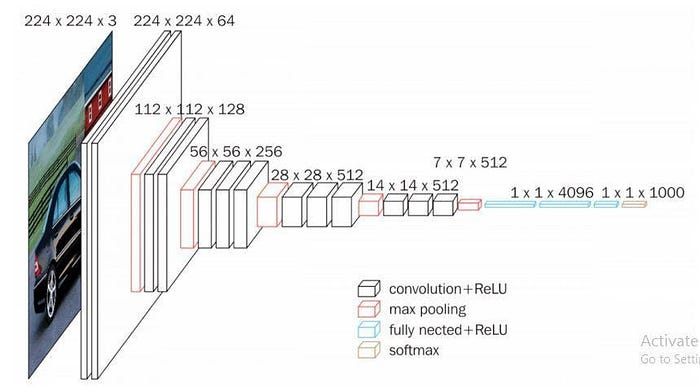 224 x 224 x 3
224 x 224 x 64
112 x 112 x 128
56 x 56 x 256
28 x 28 x 512
14 x 14 x 512
7 x 7 x 512
1 x 1 x 4096
1 x 1 x 1000
convolution+ReLU
max pooling
fully nected+ReLU
softmax
Activate
Go to Setti